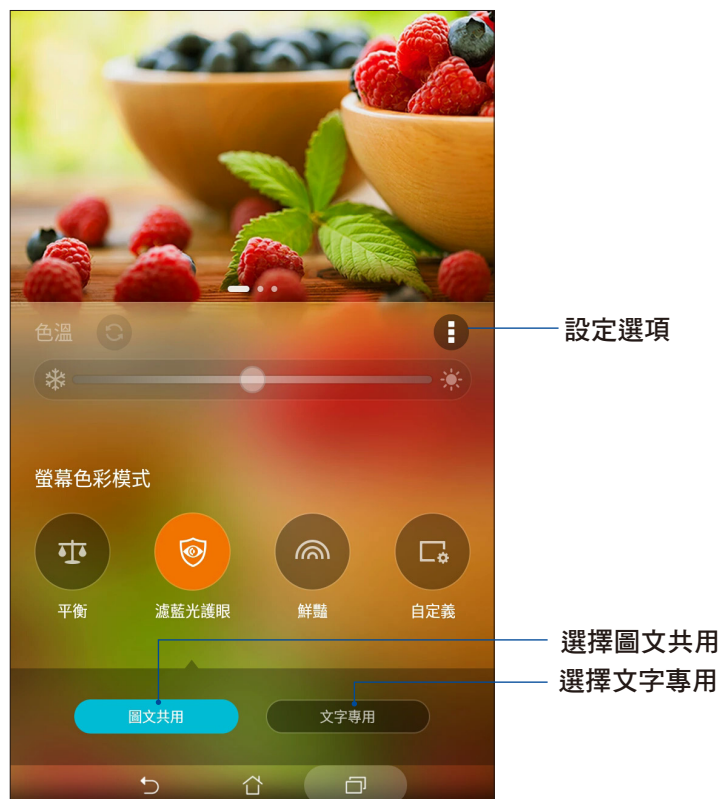 色溫
設定選項
螢幕色彩模式
平衡
濾藍光護眼
鮮豔
自定義
選擇圖文共用
選擇文字專用
圖文共用
文字專用